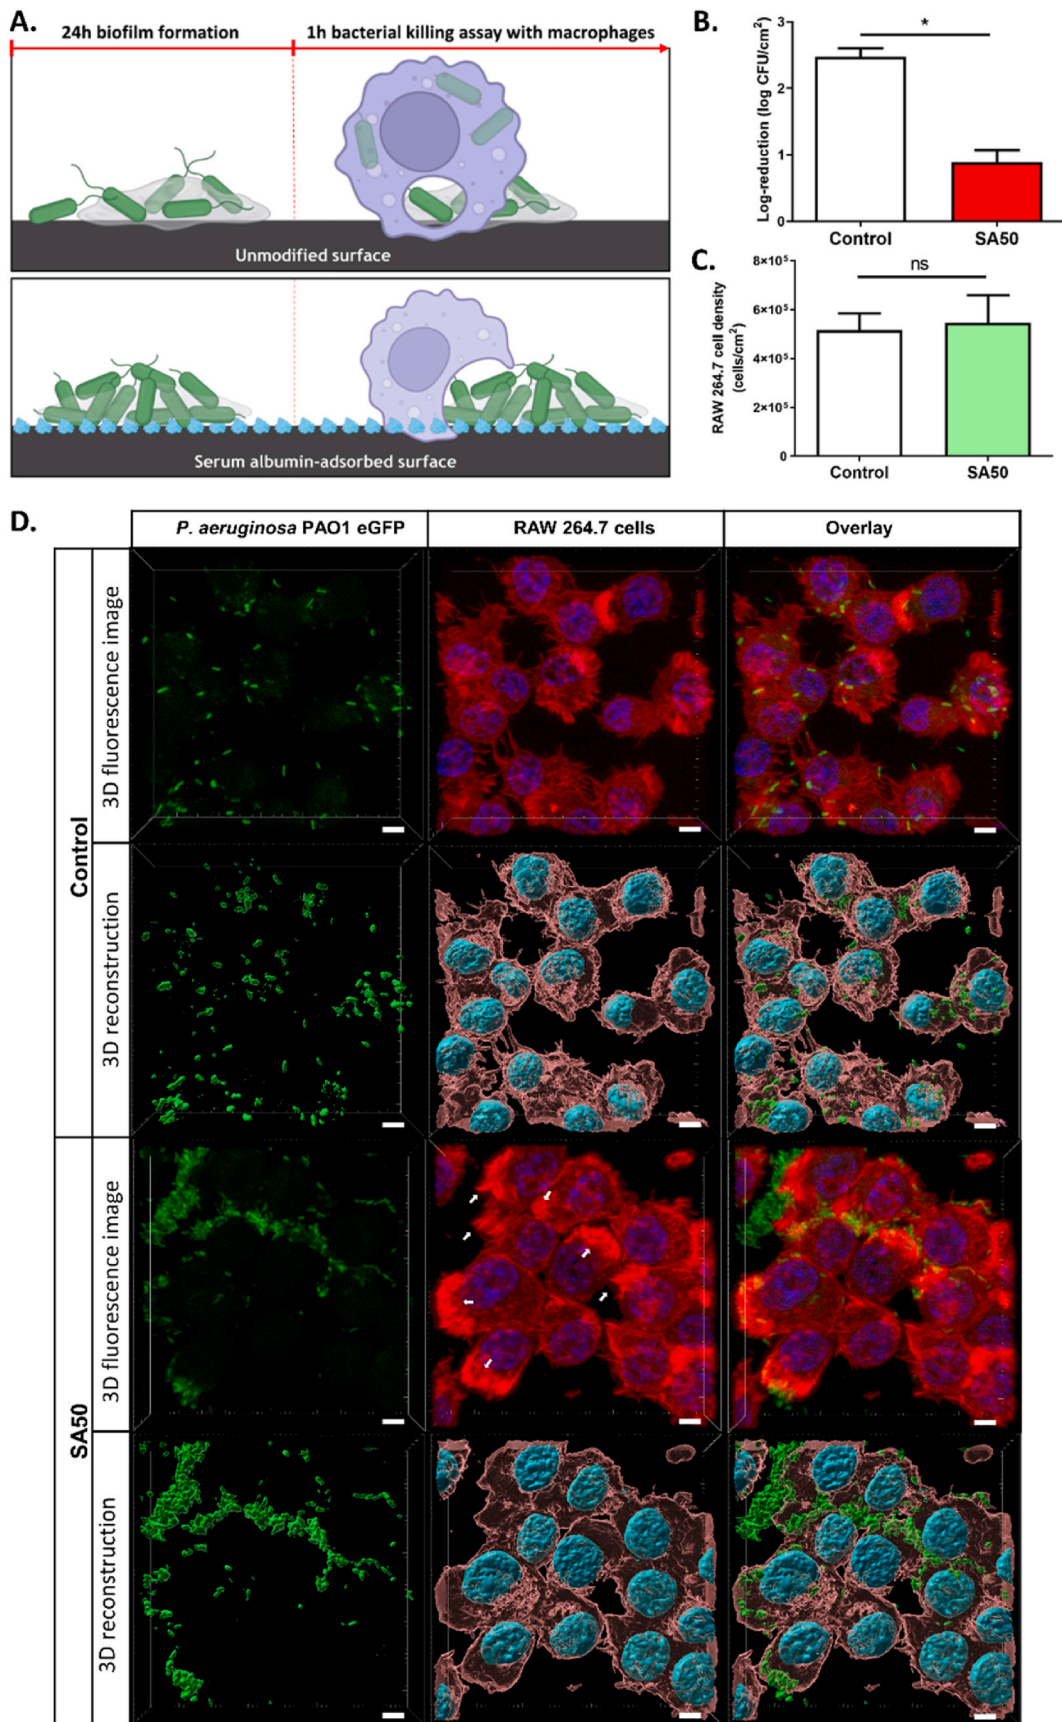 A.
24h biofilm formation
1h bacterial killing assay with macrophages
Unmodified surface
Serum albumin-adsorbed surface
B.
Log-reduction (log CFU/cm²)
3
2
1
0
*
Control
SA50
C.
RAW 264.7 cell density
(cells/cm²)
8×10⁵
6×10⁵
4×10⁵
2×10⁵
0
ns
Control
SA50
D.
P. aeruginosa PAO1 eGFP
RAW 264.7 cells
Overlay
Control
3D fluorescence image
3D reconstruction
SA50
3D fluorescence image
3D reconstruction